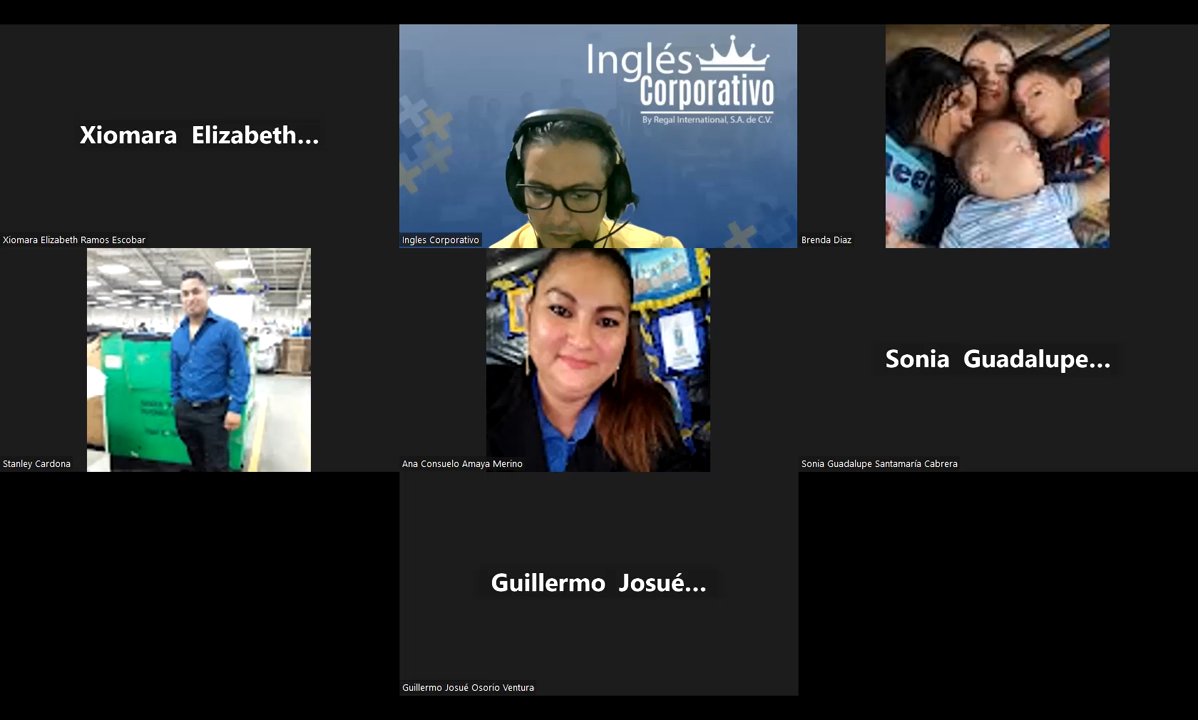 Xiomara Elizabeth...
Xiomara Elizabeth Ramos Escobar
Inglés
Corporativo
By Regal International, S.A. de C.V.
Ingles Corporativo
Brenda Diaz
Stanley Cardona
Ana Consuelo Amaya Merino
Sonia Guadalupe...
Sonia Guadalupe Santamaría Cabrera
Guillermo Josué...
Guillermo Josué Osorio Ventura